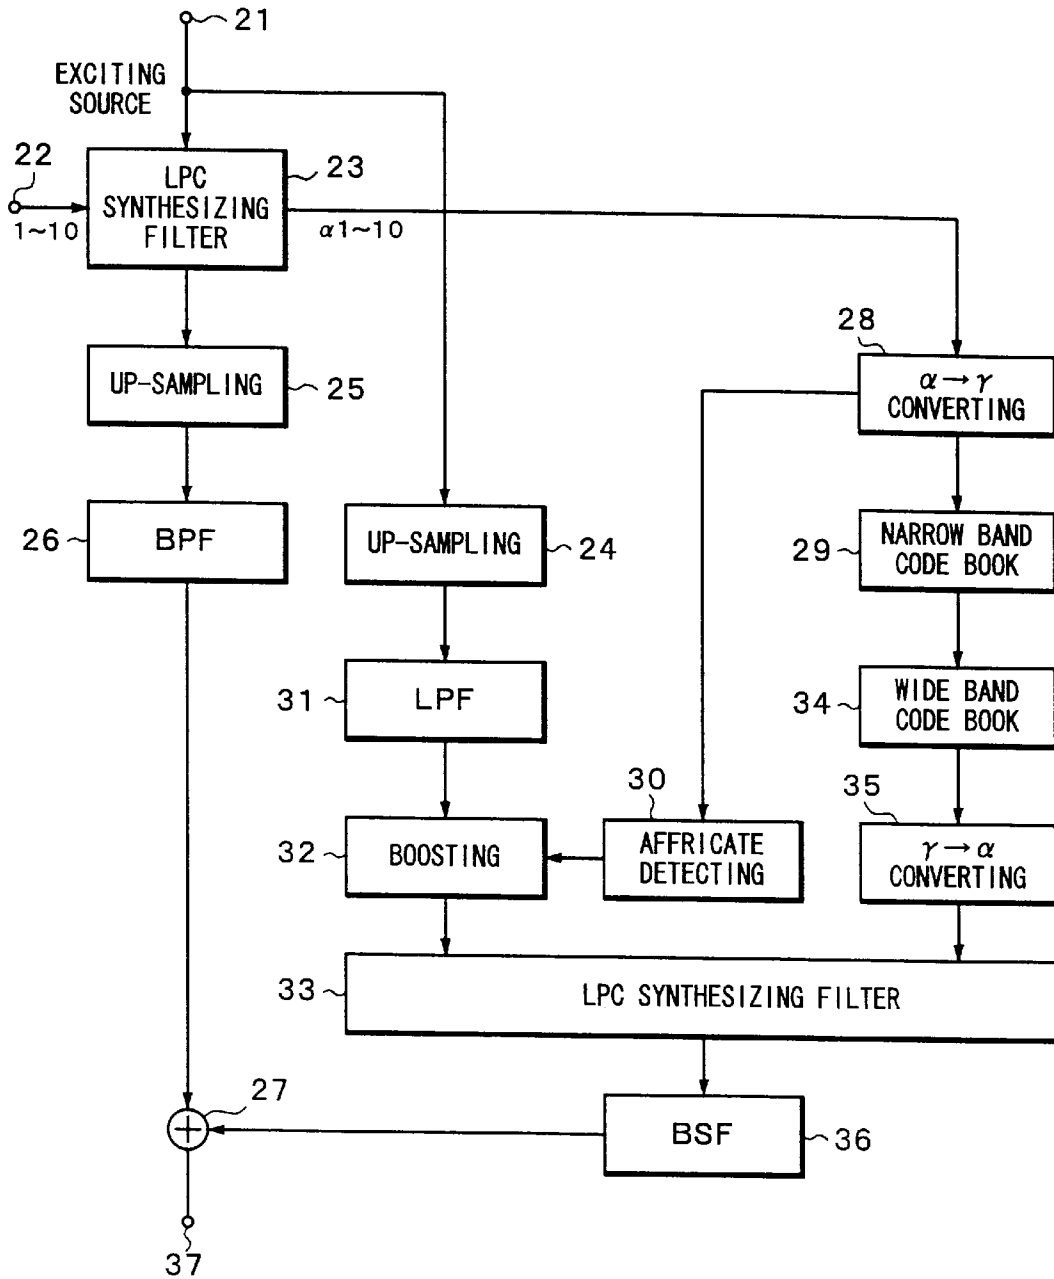 21
EXCITING
SOURCE
22
1~10
LPC
SYNTHESIZING
FILTER
23
α1~10
28
α→γ
CONVERTING
UP-SAMPLING
25
26
BPF
UP-SAMPLING
24
29
NARROW BAND
CODE BOOK
31
LPF
34
WIDE BAND
CODE BOOK
30
35
32
BOOSTING
AFFRICATE
DETECTING
γ→α
CONVERTING
33
LPC SYNTHESIZING FILTER
27
+
BSF
36
37